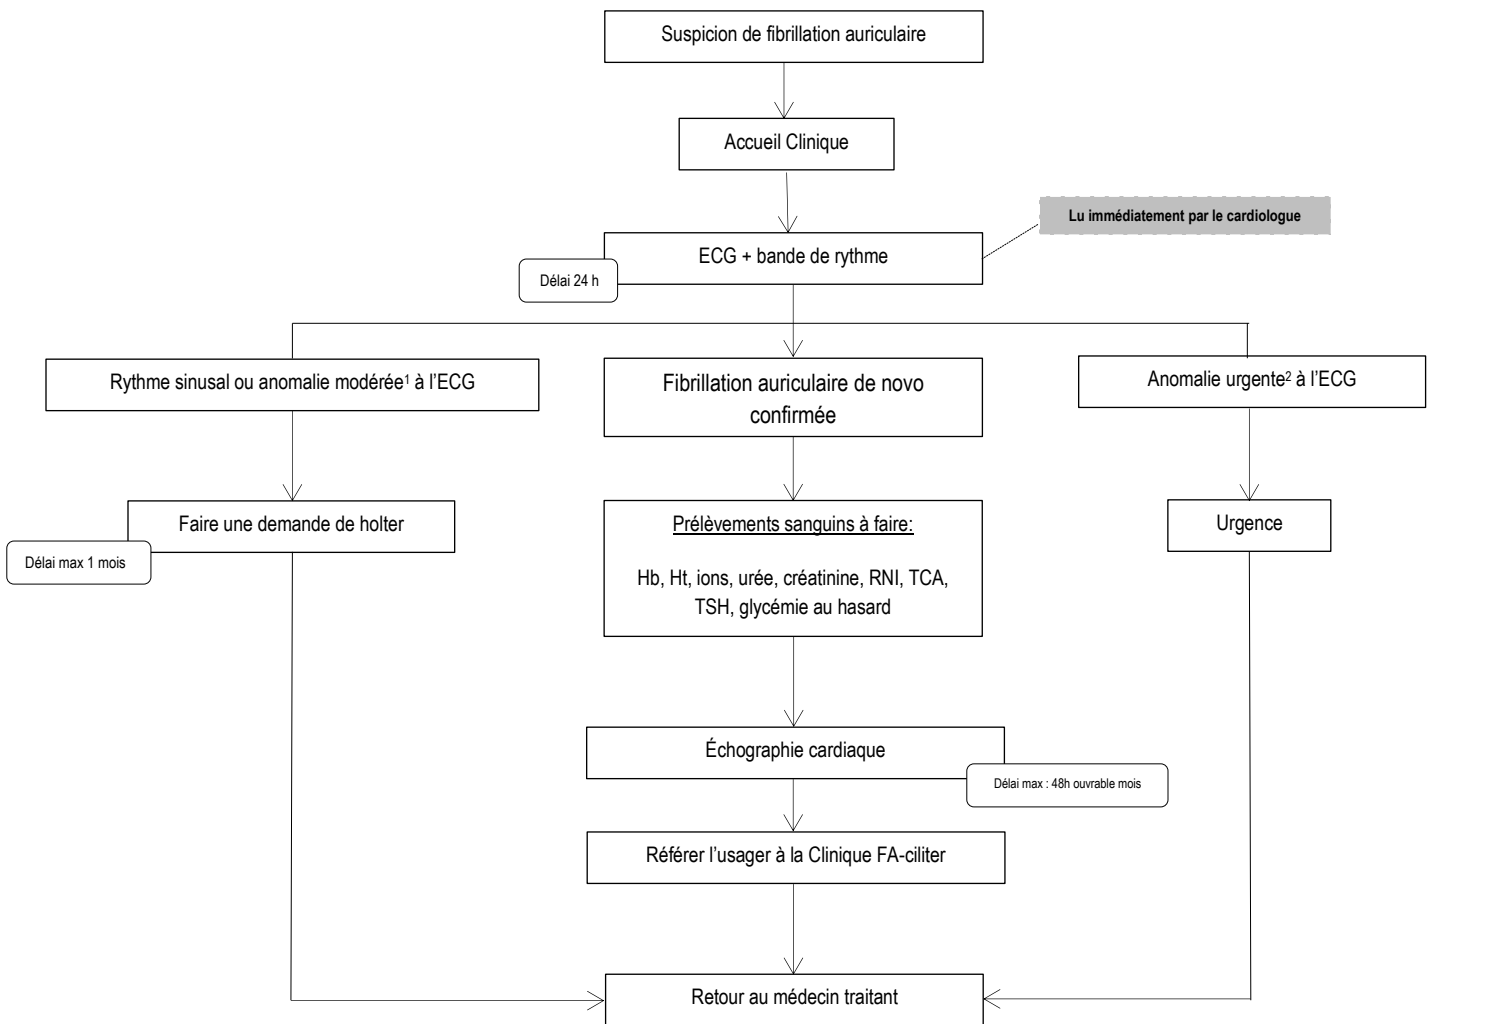 Suspicion de fibrillation auriculaire
Accueil Clinique
Lu immédiatement par le cardiologue
ECG + bande de rythme
Délai 24 h
Rythme sinusal ou anomalie modérée¹ à l'ECG
Fibrillation auriculaire de novo
confirmée
Anomalie urgente² à l'ECG
Faire une demande de holter
Délai max 1 mois
Prélèvements sanguins à faire:
Hb, Ht, ions, urée, créatinine, RNI, TCA,
TSH, glycémie au hasard
Urgence
Échographie cardiaque
Délai max : 48h ouvrable mois
Référer l'usager à la Clinique FA-ciliter
Retour au médecin traitant